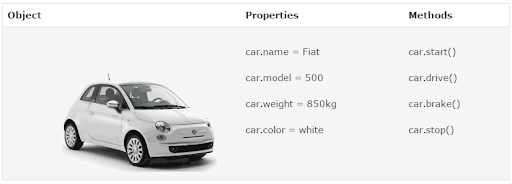 Object Properties Methods
car.name = Fiat car.start()
car.model = 500 car.drive()
car.weight = 850kg car.brake()
car.color = white car.stop()